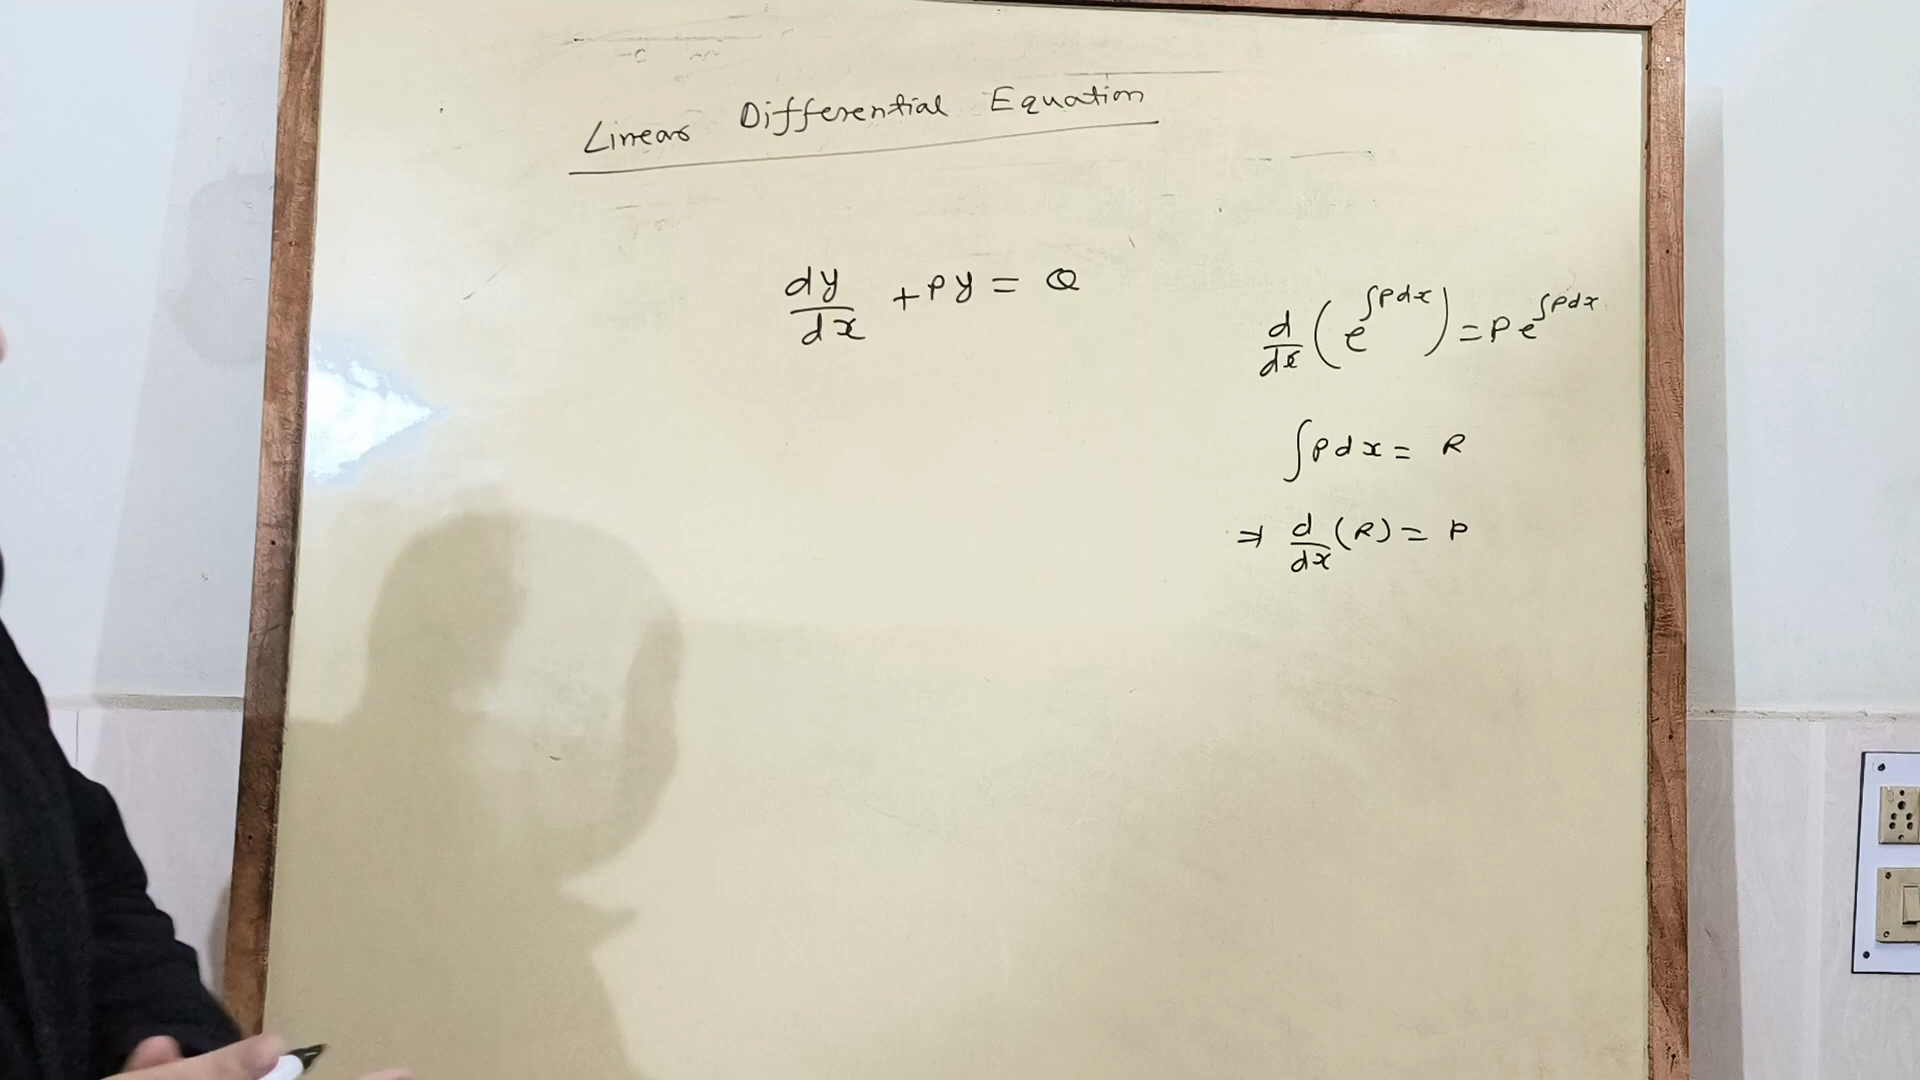 Linear Differential Equation
dy/dx + Py = Q
d/dx (e^∫Pdx) = P e^∫Pdx
∫Pdx = R
⇒ d/dx (R) = P